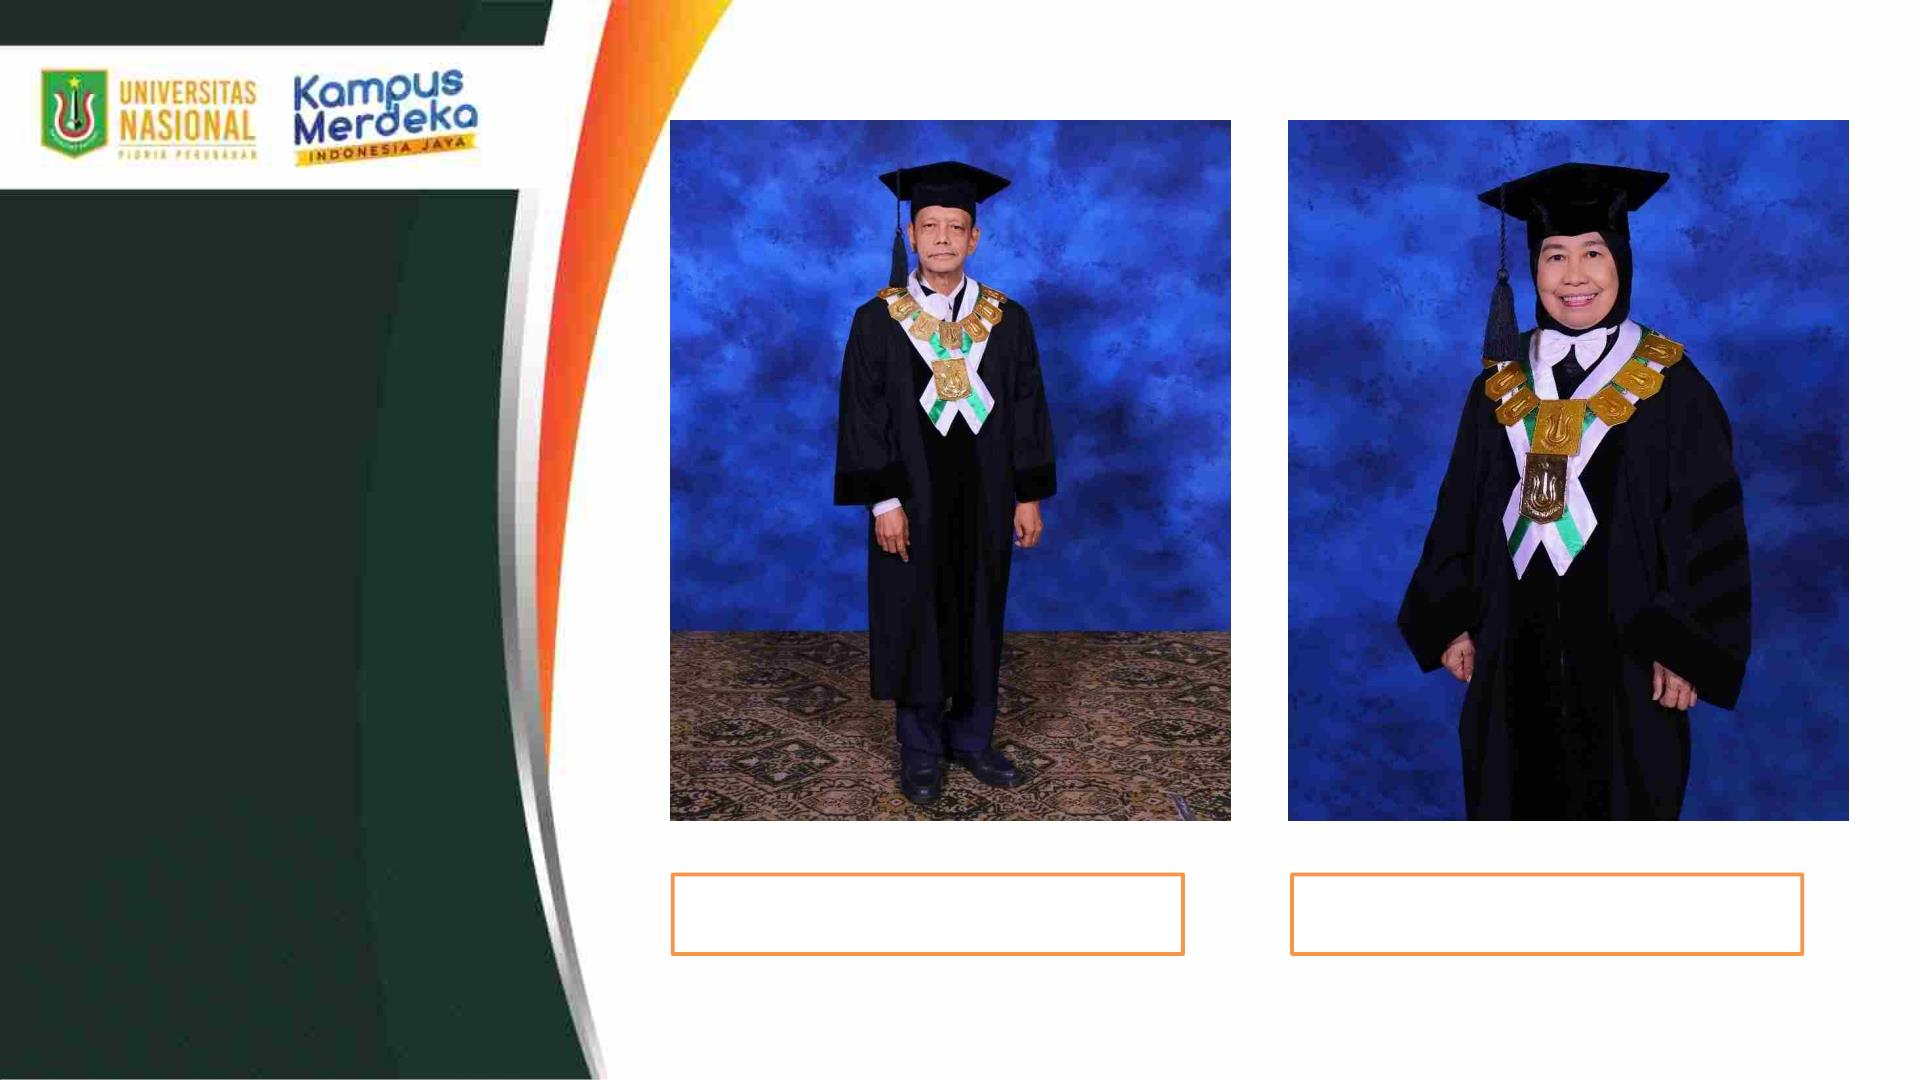 UNIVERSITAS
NASIONAL
PIONIR PERUBAHAN
Kampus
Merdeka
INDONESIA JAYA